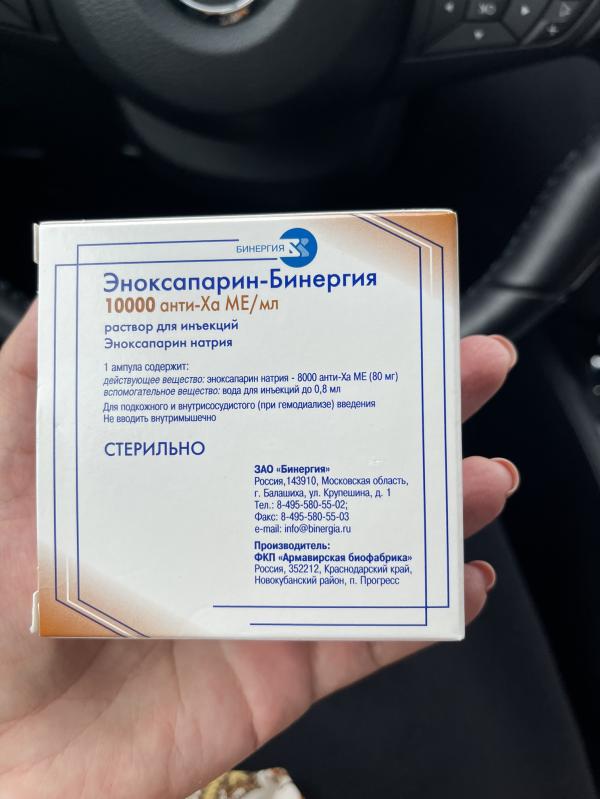 БИНЕРГИЯ
Эноксапарин-Бинергия
10000 анти-Ха МЕ/мл
раствор для инъекций
Эноксапарин натрия
1 ампула содержит:
действующее вещество: эноксапарин натрия - 8000 анти-Ха МЕ (80 мг)
вспомогательное вещество: вода для инъекций до 0,8 мл
Для подкожного и внутрисосудистого (при гемодиализе) введения
Не вводить внутримышечно
СТЕРИЛЬНО
ЗАО «Бинергия»
Россия,143910, Московская область,
г. Балашиха, ул. Крупешина, д. 1
Тел.: 8-495-580-55-02;
Факс: 8-495-580-55-03
e-mail: info@binergia.ru
Производитель:
ФКП «Армавирская биофабрика»
Россия, 352212, Краснодарский край,
Новокубанский район, п. Прогресс